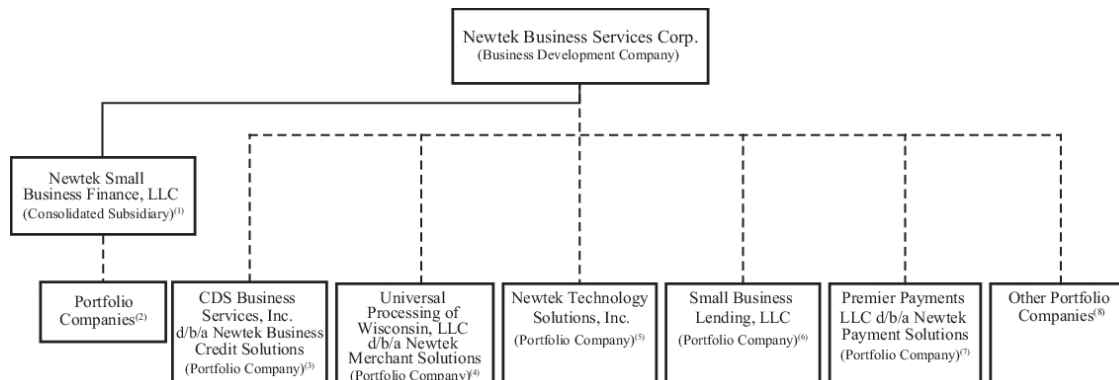 Newtek Business Services Corp.
(Business Development Company)
Newtek Small
Business Finance, LLC
(Consolidated Subsidiary)(1)
Portfolio
Companies(2)
CDS Business
Services, Inc.
d/b/a Newtek Business
Credit Solutions
(Portfolio Company)(3)
Universal
Processing of
Wisconsin, LLC
d/b/a Newtek
Merchant Solutions
(Portfolio Company)(4)
Newtek Technology
Solutions, Inc.
(Portfolio Company)(5)
Small Business
Lending, LLC
(Portfolio Company)(6)
Premier Payments
LLC d/b/a Newtek
Payment Solutions
(Portfolio Company)(7)
Other Portfolio
Companies(8)